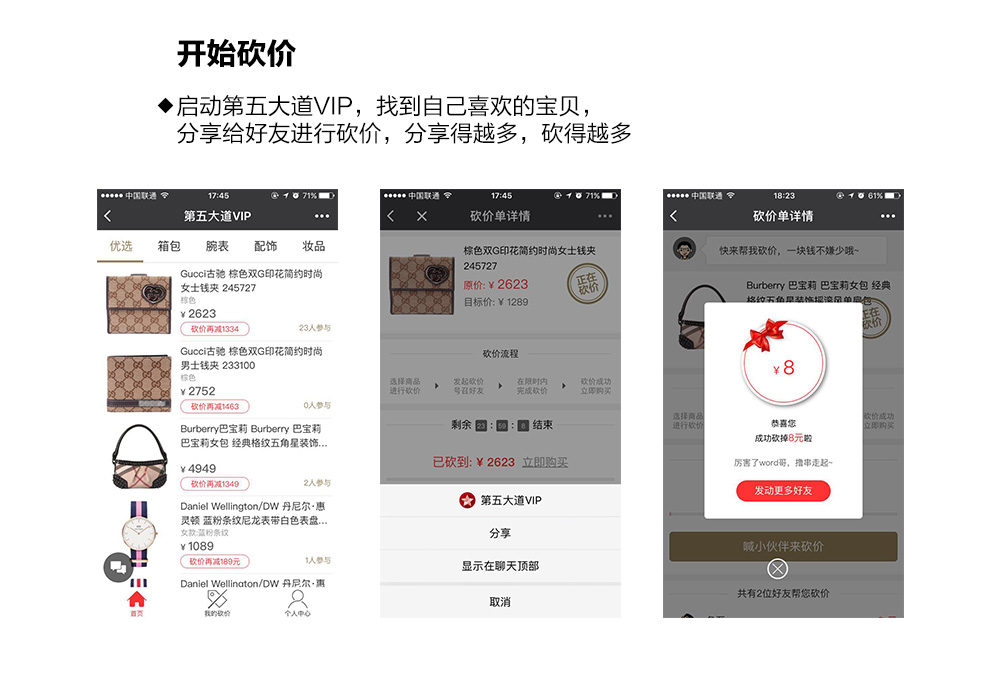 开始砍价
◆启动第五大道VIP，找到自己喜欢的宝贝，
分享给好友进行砍价，分享得越多，砍得越多
中国联通 17:45 71%
第五大道VIP
优选 箱包 腕表 配饰 妆品
Gucci古驰 棕色双G印花简约时尚
女士钱夹 245727
棕色
¥ 2623
砍价再减1334 23人参与
Gucci古驰 棕色双G印花简约时尚
男士钱夹 233100
棕色
¥ 2752
砍价再减1463 0人参与
Burberry巴宝莉 Burberry 巴宝莉
巴宝莉女包 经典格纹五角星装饰...
¥ 4949
砍价再减1349 2人参与
Daniel Wellington/DW 丹尼尔·惠
灵顿 蓝粉条纹尼龙表带白色表盘...
女款:蓝粉条纹
¥ 1089
砍价再减189元 1人参与
Daniel Wellington/DW 丹尼尔·惠
首页 我的砍价 个人中心
中国联通 17:45 71%
砍价单详情
棕色双G印花简约时尚女士钱夹
245727
原价: ¥ 2623
目标价: ¥ 1289
正在
砍价
砍价流程
选择商品 发起砍价 在限时内 砍价成功
进行砍价 号召好友 完成砍价 立即购买
剩余 23 : 59 : 8 结束
已砍到: ¥ 2623 立即购买
第五大道VIP
分享
显示在聊天顶部
取消
中国联通 18:23 61%
砍价单详情
快来帮我砍价，一块钱不嫌少哦~
Burberry 巴宝莉 巴宝莉女包 经典
格纹五角星装饰摇滚风单肩包
¥ 8
恭喜您
成功砍掉8元啦
厉害了word哥，撸串走起~
发动更多好友
选择商品 砍价成功
进行砍价 立即购买
喊小伙伴来砍价
共有2位好友帮您砍价